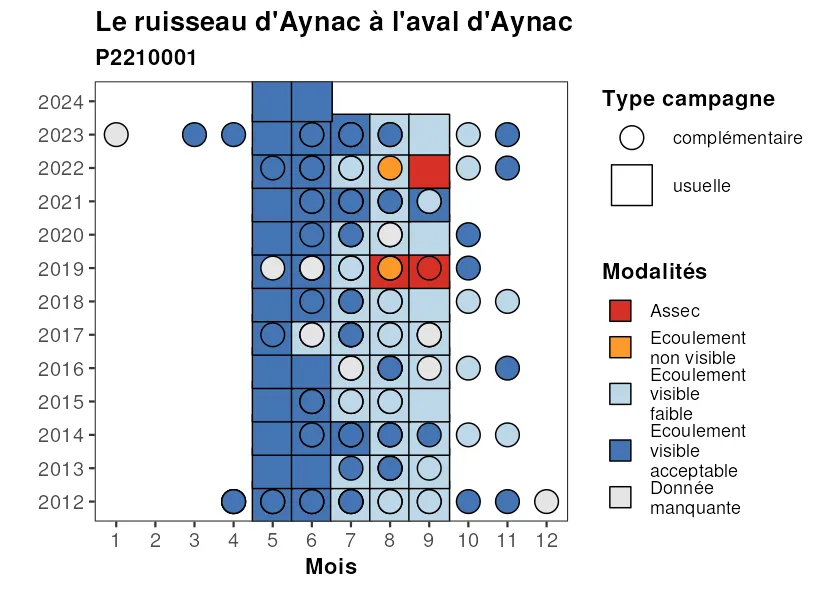 Le ruisseau d'Aynac à l'aval d'Aynac
P2210001
2024
2023
2022
2021
2020
2019
2018
2017
2016
2015
2014
2013
2012
1 2 3 4 5 6 7 8 9 10 11 12
Mois
Type campagne
complémentaire
usuelle
Modalités
Assec
Ecoulement
non visible
Ecoulement
visible
faible
Ecoulement
visible
acceptable
Donnée
manquante